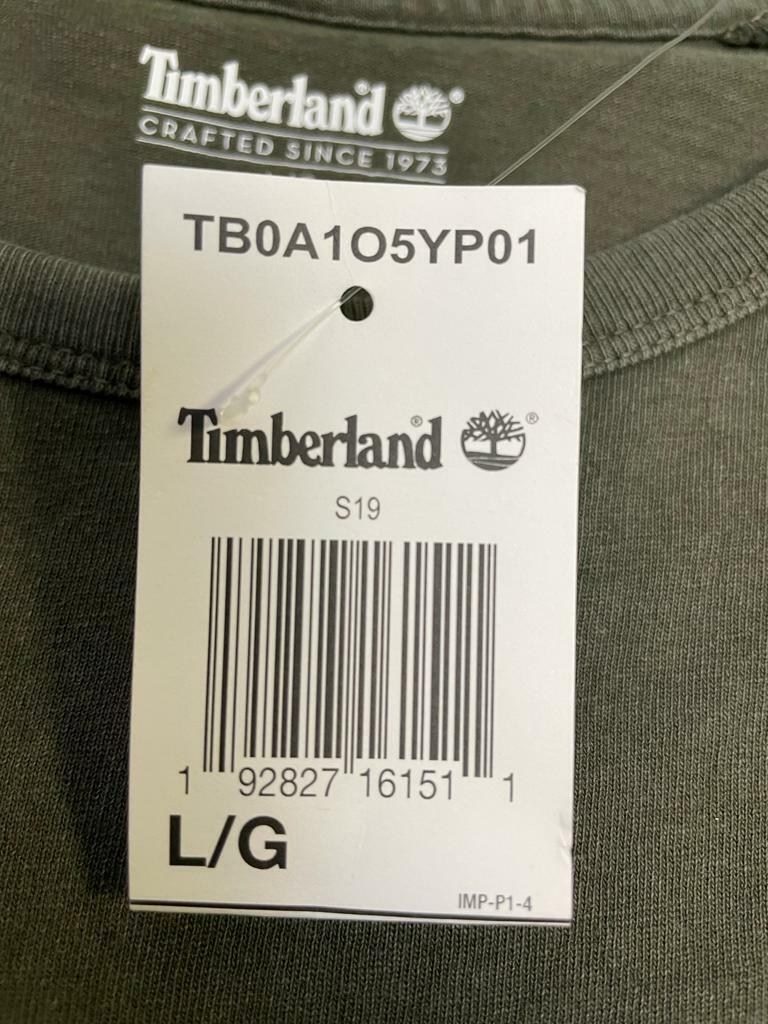 Timberland®
CRAFTED SINCE 1973
TB0A1O5YP01
Timberland®
S19
1 92827 16151 1
L/G
IMP-P1-4